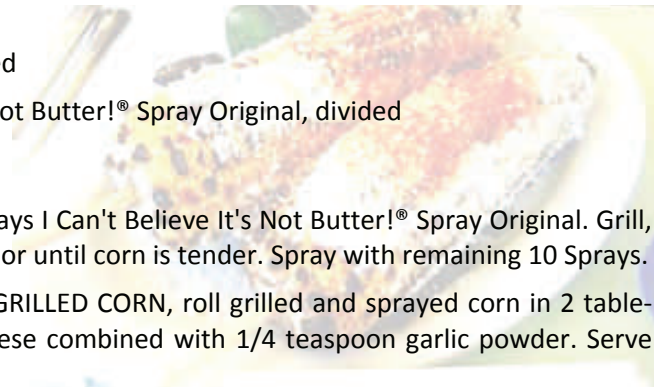 ed
ot Butter!® Spray Original, divided
ays I Can't Believe It's Not Butter!® Spray Original. Grill,
or until corn is tender. Spray with remaining 10 Sprays.
GRILLED CORN, roll grilled and sprayed corn in 2 table-
ese combined with 1/4 teaspoon garlic powder. Serve